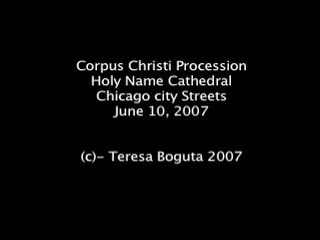 Corpus Christi Procession
Holy Name Cathedral
Chicago city Streets
June 10, 2007
(c)- Teresa Boguta 2007